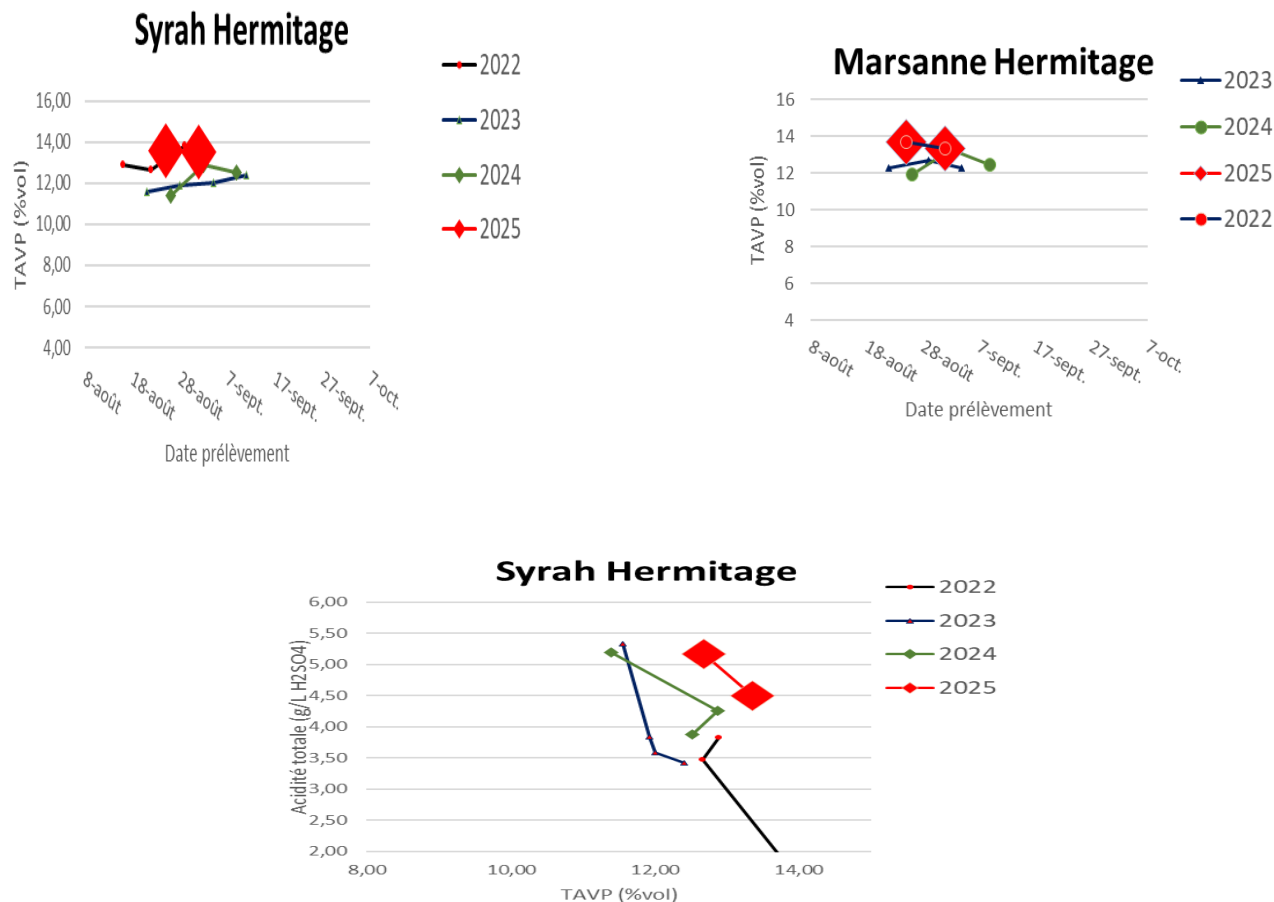 Syrah Hermitage
2022
2023
2024
2025
16,00
14,00
12,00
10,00
8,00
6,00
4,00
TAVP (%vol)
8-août
18-août
28-août
7-sept.
17-sept.
27-sept.
7-oct.
Date prélèvement
Marsanne Hermitage
2023
2024
2025
2022
16
14
12
10
8
6
4
TAVP (%vol)
8-août
18-août
28-août
7-sept.
17-sept.
27-sept.
7-oct.
Date prélèvement
Syrah Hermitage
2022
2023
2024
2025
6,00
5,50
5,00
4,50
4,00
3,50
3,00
2,50
2,00
Acidité totale (g/L H2SO4)
8,00
10,00
12,00
14,00
TAVP (%vol)